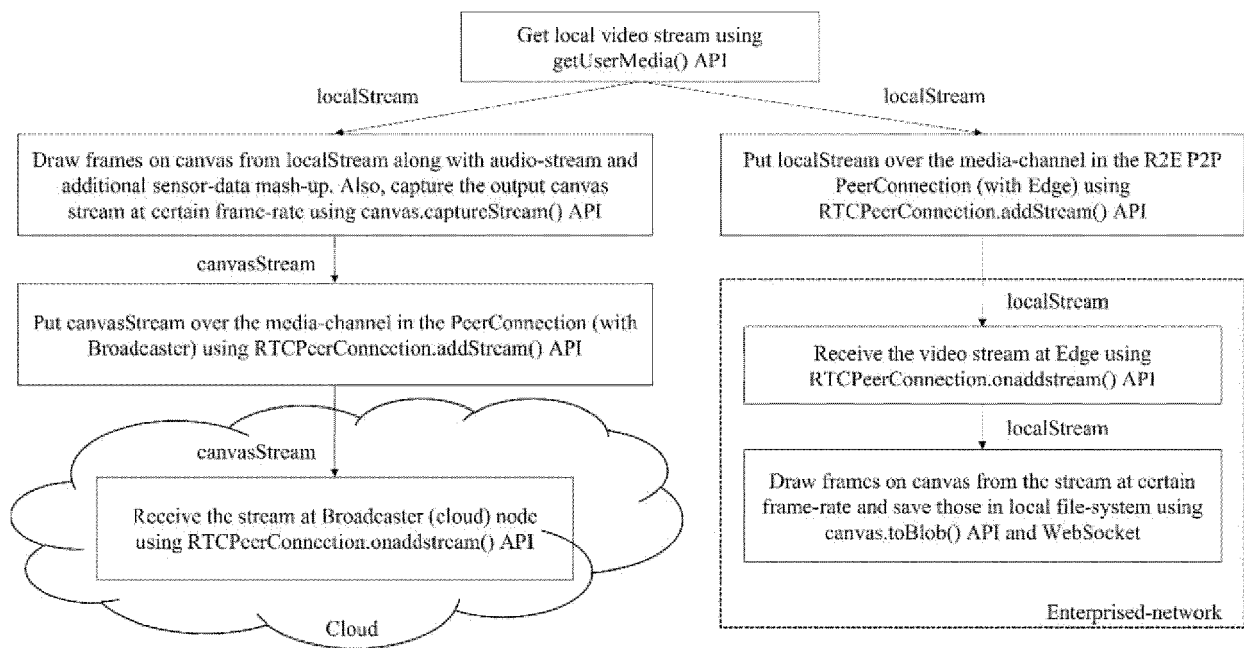 Get local video stream using
getUserMedia() API
localStream
localStream
Draw frames on canvas from localStream along with audio-stream and
additional sensor-data mash-up. Also, capture the output canvas
stream at certain frame-rate using canvas.captureStream() API
canvasStream
Put canvasStream over the media-channel in the PeerConnection (with
Broadcaster) using RTCPeerConnection.addStream() API
canvasStream
Receive the stream at Broadcaster (cloud) node
using RTCPeerConnection.onaddstream() API
Cloud
Put localStream over the media-channel in the R2E P2P
PeerConnection (with Edge) using
RTCPeerConnection.addStream() API
localStream
Receive the video stream at Edge using
RTCPeerConnection.onaddstream() API
localStream
Draw frames on canvas from the stream at certain
frame-rate and save those in local file-system using
canvas.toBlob() API and WebSocket
Enterprised-network